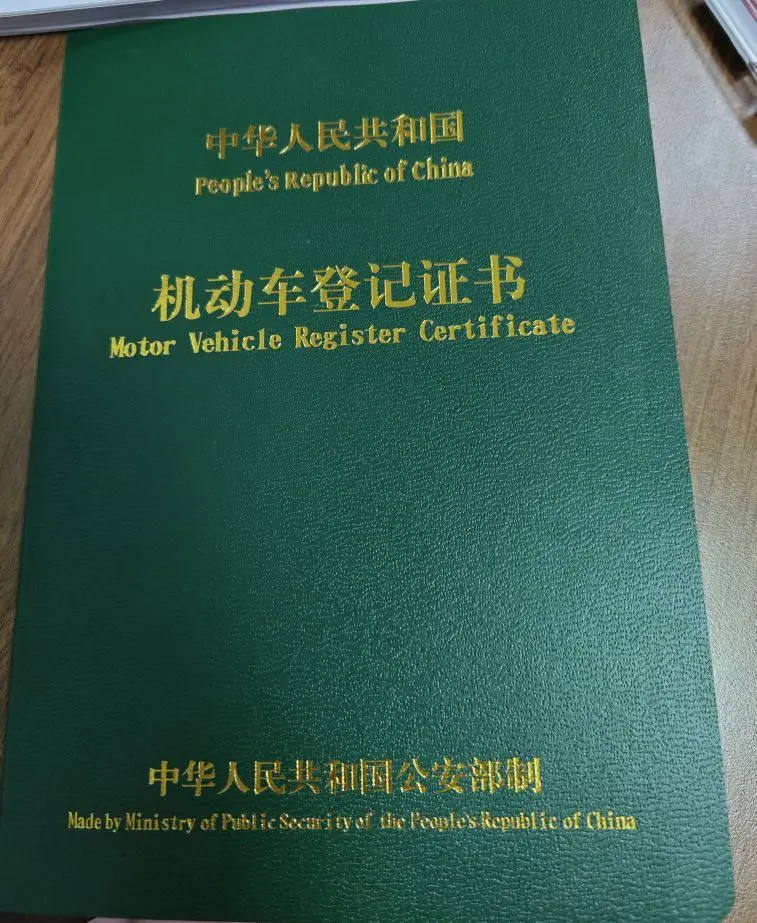 中华人民共和国
People's Republic of China
机动车登记证书
Motor Vehicle Register Certificate
中华人民共和国公安部制
Made by Ministry of Public Security of the People's Republic of China